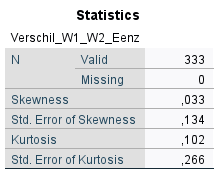 Statistics
Verschil_W1_W2_Eenz
N Valid 333
Missing 0
Skewness ,033
Std. Error of Skewness ,134
Kurtosis ,102
Std. Error of Kurtosis ,266